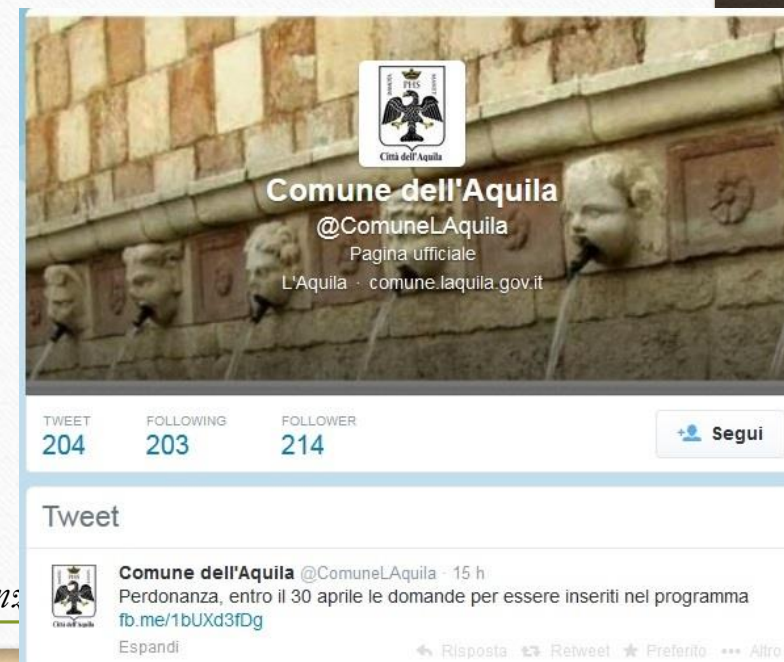 PHS
Città dell'Aquila
Comune dell'Aquila
@ComuneLAquila
Pagina ufficiale
L'Aquila · comune.laquila.gov.it
TWEET FOLLOWING FOLLOWER
204 203 214
Segui
Tweet
Comune dell'Aquila @ComuneLAquila · 15 h
Perdonanza, entro il 30 aprile le domande per essere inseriti nel programma
fb.me/1bUXd3fDg
Espandi Risposta Retweet Preferito Altro